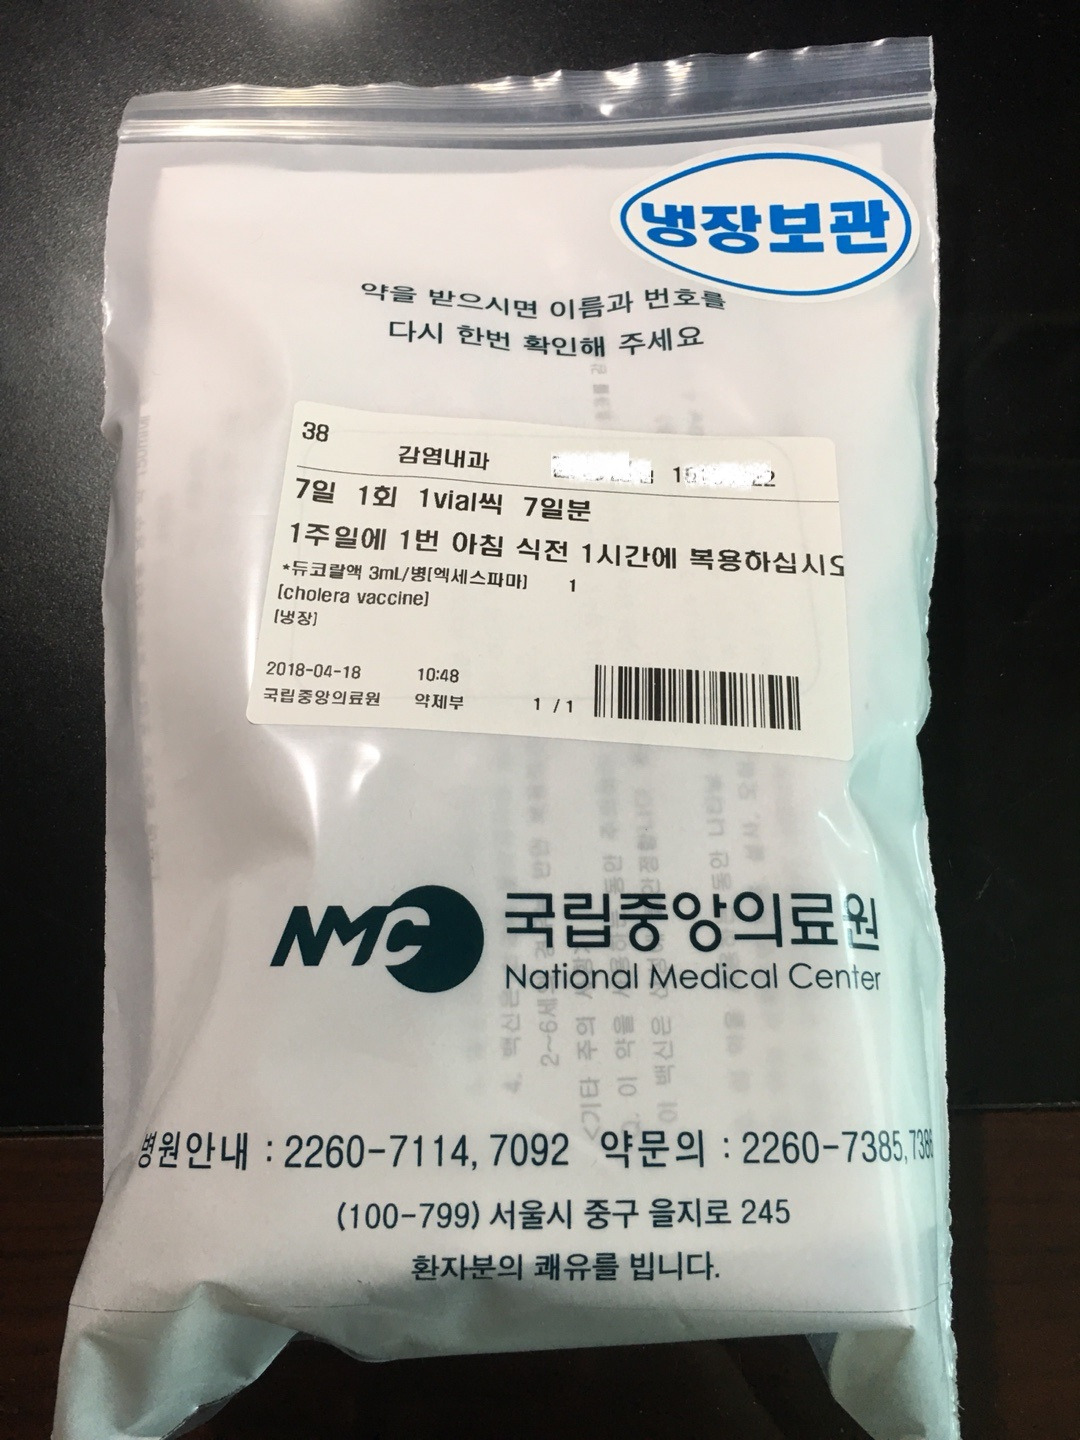 냉장보관
약을 받으시면 이름과 번호를
다시 한번 확인해 주세요
38
감염내과
7일 1회 1vial씩 7일분
1주일에 1번 아침 식전 1시간에 복용하십시오
*듀코랄액 3mL/병[엑세스파마] 1
[cholera vaccine]
[냉장]
2018-04-18 10:48
국립중앙의료원 약제부 1 / 1
NMC 국립중앙의료원
National Medical Center
병원안내 : 2260-7114, 7092 약문의 : 2260-7385, 7386
(100-799) 서울시 중구 을지로 245
환자분의 쾌유를 빕니다.